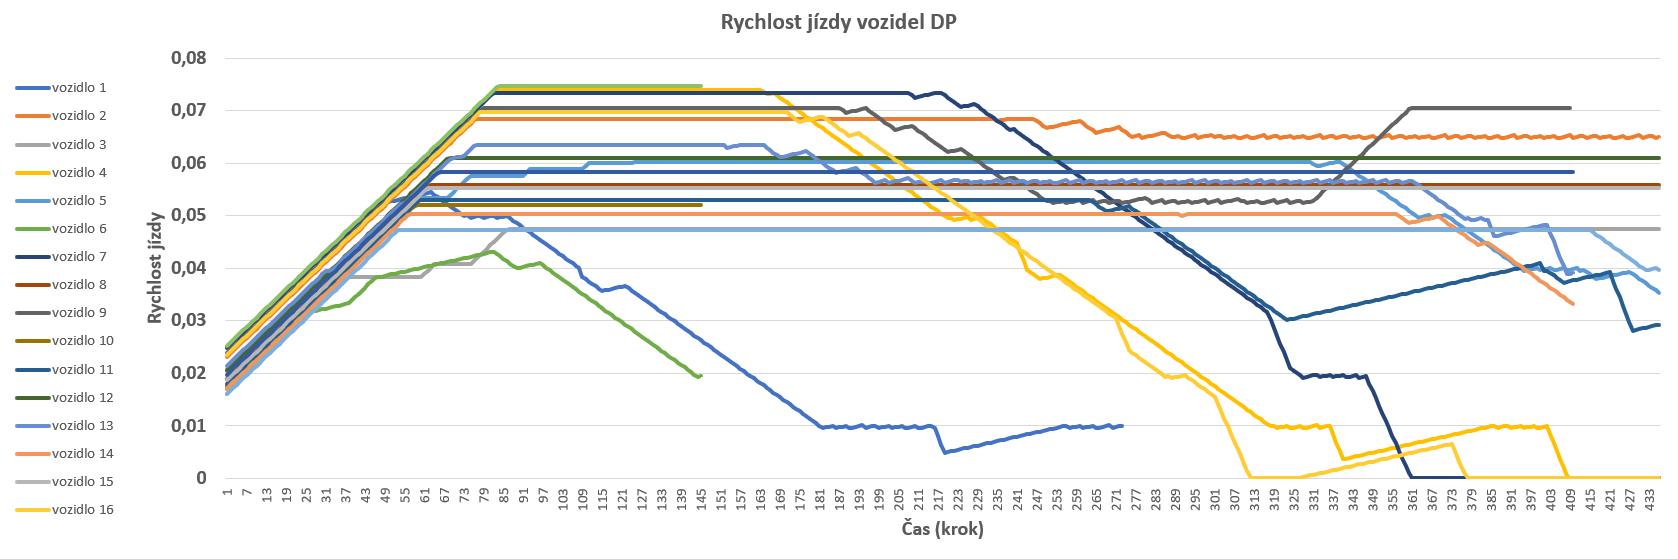 Rychlost jízdy vozidel DP
vozidlo 1
vozidlo 2
vozidlo 3
vozidlo 4
vozidlo 5
vozidlo 6
vozidlo 7
vozidlo 8
vozidlo 9
vozidlo 10
vozidlo 11
vozidlo 12
vozidlo 13
vozidlo 14
vozidlo 15
vozidlo 16
Rychlost jízdy
0,08
0,07
0,06
0,05
0,04
0,03
0,02
0,01
0
1 7 13 19 25 31 37 43 49 55 61 67 73 79 85 91 97 103 109 115 121 127 133 139 145 151 157 163 169 175 181 187 193 199 205 211 217 223 229 235 241 247 253 259 265 271 277 283 289 295 301 307 313 319 325 331 337 343 349 355 361 367 373 379 385 391 397 403 409 415 421 427 433
Čas (krok)